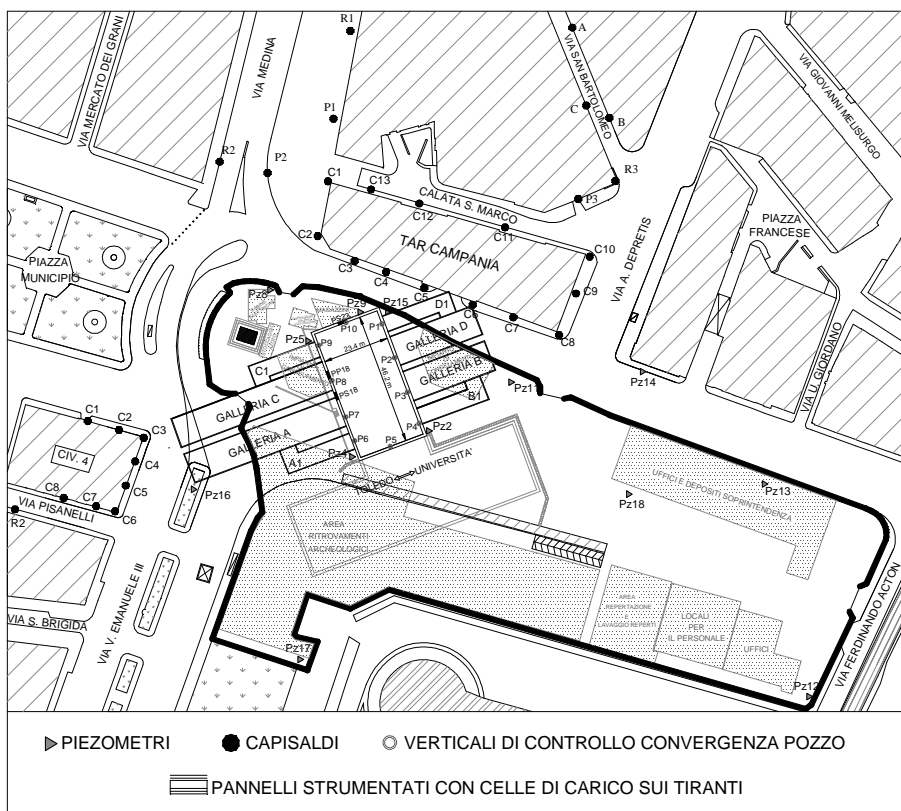 R1
A
VIA MERCATO DEI GRANI
VIA MEDINA
VIA SAN BARTOLOMEO
VIA GIOVANNI MELISURGO
C
P1
B
R2
P2
C1
C13
R3
P3
C12
CALATA S. MARCO
C11
PIAZZA
FRANCESE
TAR CAMPANIA
C2
C10
C3
C4
C5
C9
VIA A. DEPRETIS
PIAZZA
MUNICIPIO
Pz8
Pz9
Pz15
D1
C6
C7
C8
VIA U. GIORDANO
P10
P1
GALLERIA D
Pz5
P9
23.4 m
46.2 m
P2
GALLERIA B
C1
PP18
P8
Pz14
PS18
P3
B1
Pz11
GALLERIA C
P7
P4
Pz2
GALLERIA A
P6
P5
C1
C2
C3
CIV. 4
C4
A1
Pz4
TOLEDO
UNIVERSITA'
C5
Pz16
C8
C7
C6
VIA PISANELLI
R2
UFFICI E DEPOSITI SOPRINTENDENZA
Pz13
Pz18
AREA
RITROVAMENTI
ARCHEOLOGICI
VIA V. EMANUELE III
VIA S. BRIGIDA
AREA
REPERTAZIONE
LAVAGGIO REPERTI
LOCALI
PER
IL PERSONALE
UFFICI
VIA FERDINANDO ACTON
Pz17
Pz12
PIEZOMETRI
CAPISALDI
VERTICALI DI CONTROLLO CONVERGENZA POZZO
PANNELLI STRUMENTATI CON CELLE DI CARICO SUI TIRANTI